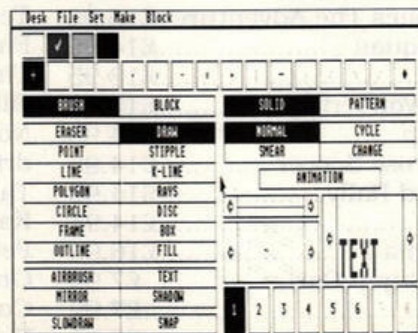 Desk File Set Make Block
BRUSH BLOCK SOLID PATTERN
ERASER DRAW NORMAL CYCLE
POINT STIPPLE SMEAR CHANGE
LINE K-LINE ANIMATION
POLYGON RAYS
CIRCLE DISC
FRAME BOX
OUTLINE FILL TEXT
AIRBRUSH TEXT
MIRROR SHADOW
SLOWDRAW SNAP
1 2 3 4 5 6